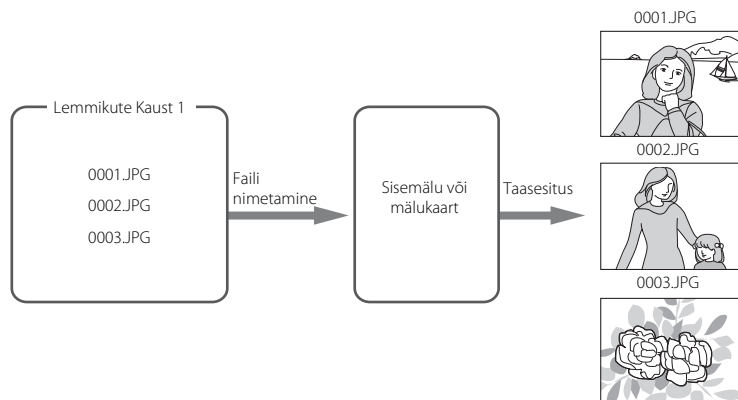 Lemmikute Kaust 1
0001.JPG
0002.JPG
0003.JPG
Faili
nimetamine
Sisemälu või
mälukaart
Taasesitus
0001.JPG
0002.JPG
0003.JPG